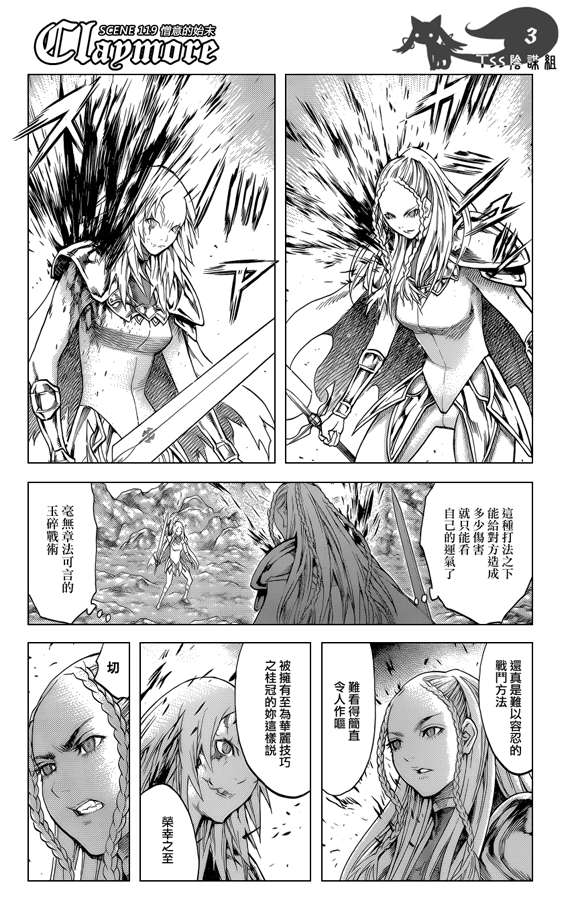 SCENE 119 憎意的始末
Claymore
3
Tss陰謀組
這種打法之下
能給對方造成
多少傷害
就只能看
自己的運氣了
毫無章法可言的
玉碎戰術
還真是難以容忍的
戰鬥方法
難看得簡直
令人作嘔
被擁有至為華麗技巧
之桂冠的妳這樣說
榮幸之至
切